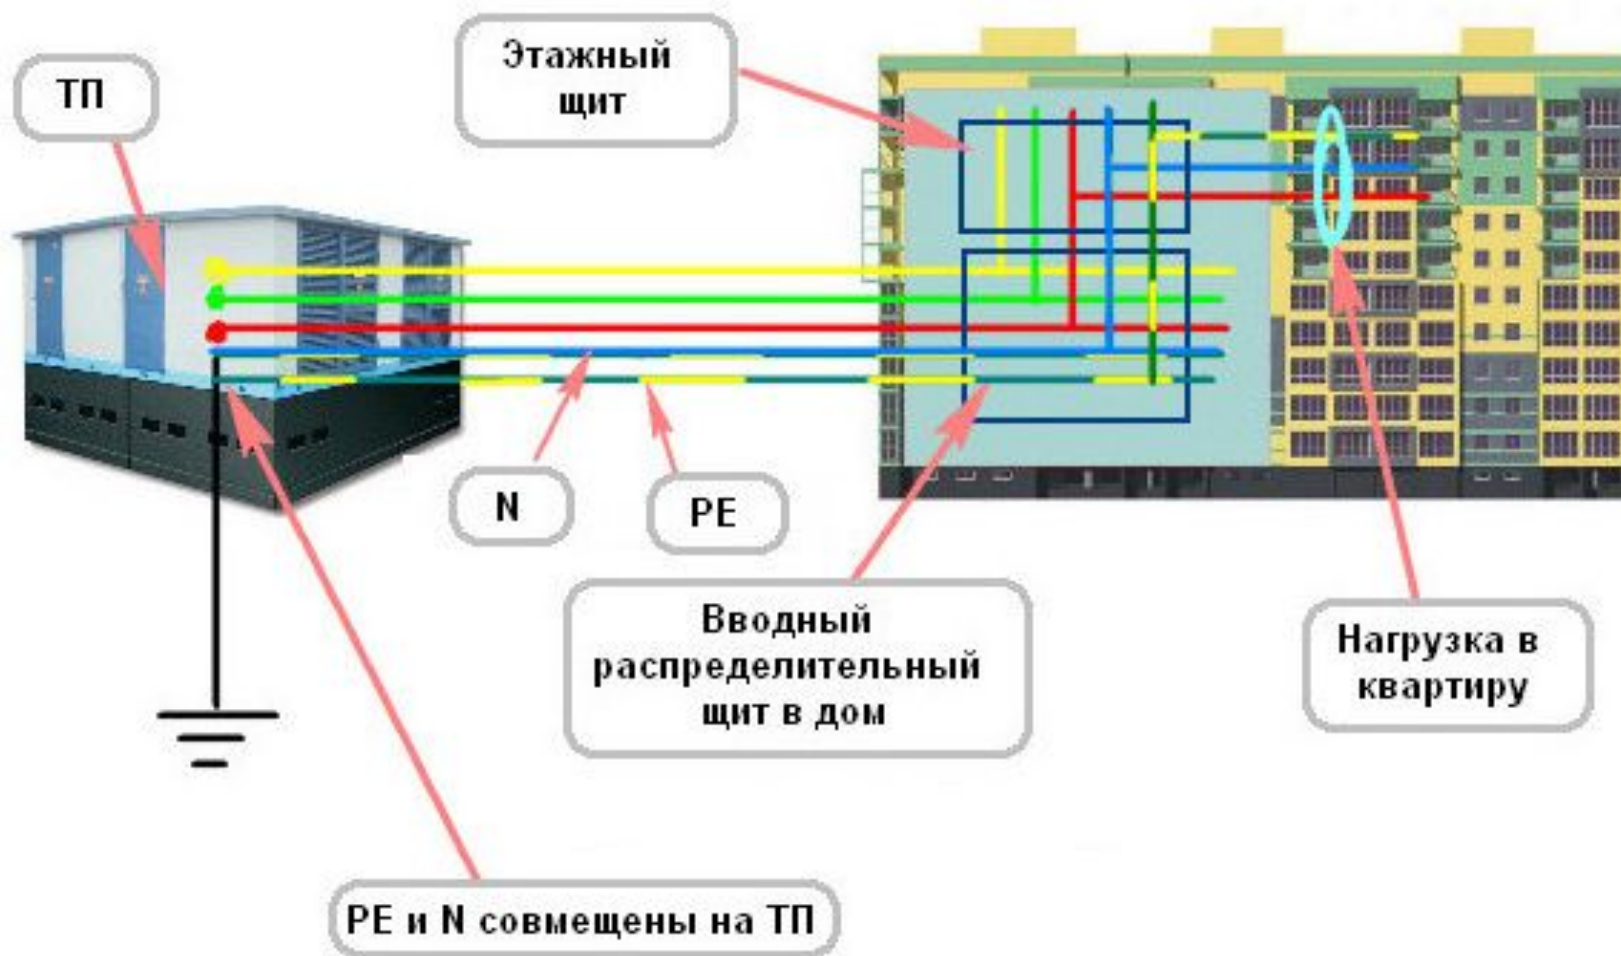 Этажный
щит
ТП
N
PE
Вводный
распределительный
щит в дом
Нагрузка в
квартиру
PE и N совмещены на ТП